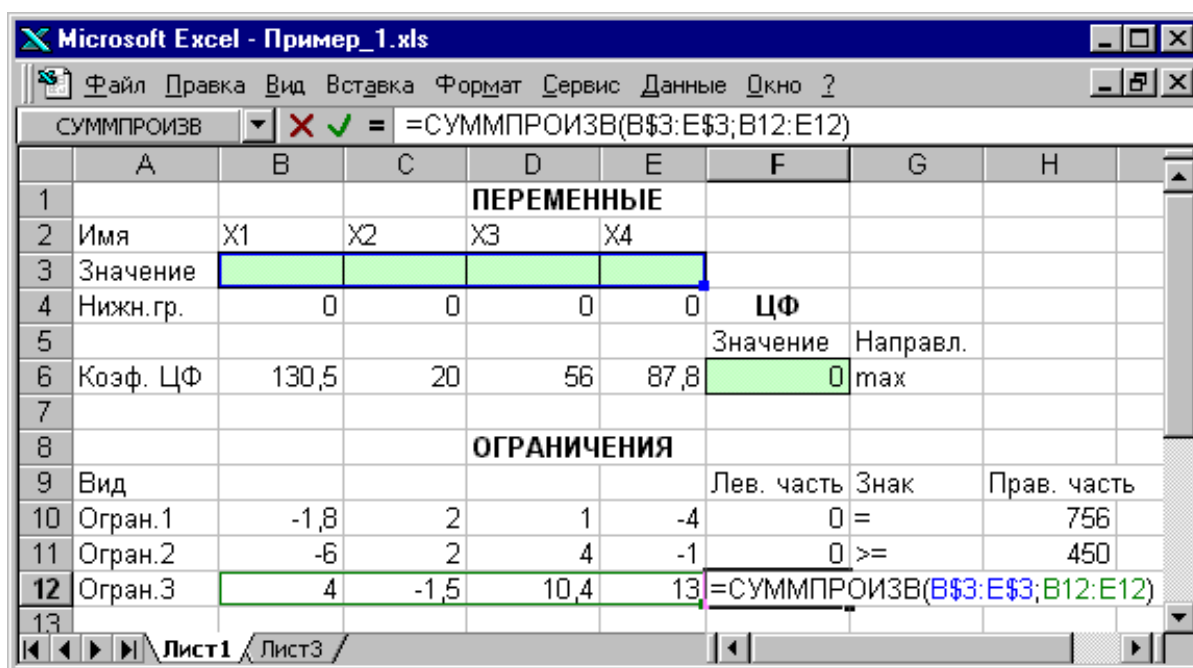 Microsoft Excel - Пример_1.xls
Файл Правка Вид Вставка Формат Сервис Данные Окно ?
СУММПРОИЗВ = =СУММПРОИЗВ(B$3:E$3;B12:E12)
A B C D E F G H
1 ПЕРЕМЕННЫЕ
2 Имя X1 X2 X3 X4
3 Значение
4 Нижн.гр. 0 0 0 0 ЦФ
5 Значение Направл.
6 Коэф. ЦФ 130,5 20 56 87,8 0 max
7
8 ОГРАНИЧЕНИЯ
9 Вид Лев. часть Знак Прав. часть
10 Огран.1 -1,8 2 1 -4 0 = 756
11 Огран.2 -6 2 4 -1 0 >= 450
12 Огран.3 4 -1,5 10,4 13 =СУММПРОИЗВ(B$3:E$3;B12:E12)
13
Лист1 Лист3